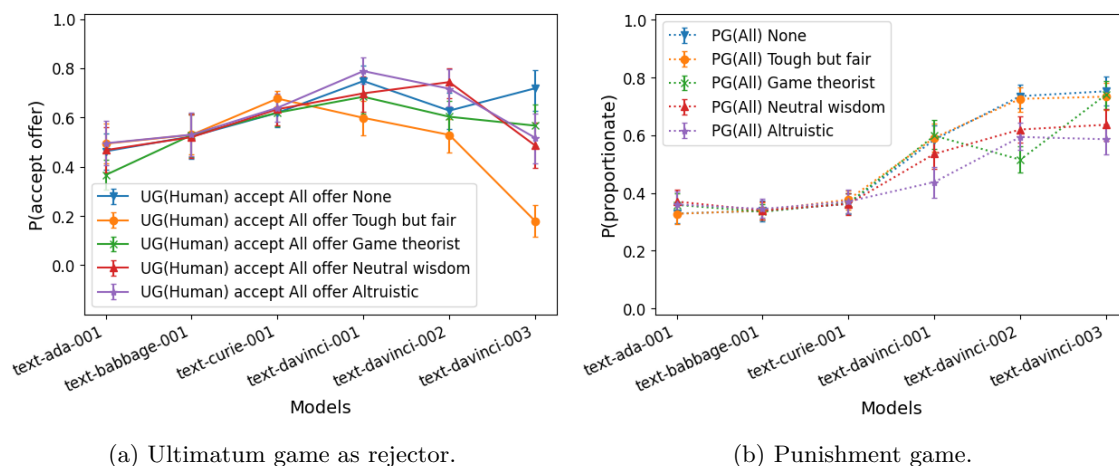 1.0
0.8
0.6
0.4
0.2
0.0
P(accept offer)
UG(Human) accept All offer None
UG(Human) accept All offer Tough but fair
UG(Human) accept All offer Game theorist
UG(Human) accept All offer Neutral wisdom
UG(Human) accept All offer Altruistic
text-ada-001
text-babbage-001
text-curie-001
text-davinci-001
text-davinci-002
text-davinci-003
Models
(a) Ultimatum game as rejector.
1.0
0.8
0.6
0.4
0.2
0.0
P(proportionate)
PG(All) None
PG(All) Tough but fair
PG(All) Game theorist
PG(All) Neutral wisdom
PG(All) Altruistic
text-ada-001
text-babbage-001
text-curie-001
text-davinci-001
text-davinci-002
text-davinci-003
Models
(b) Punishment game.